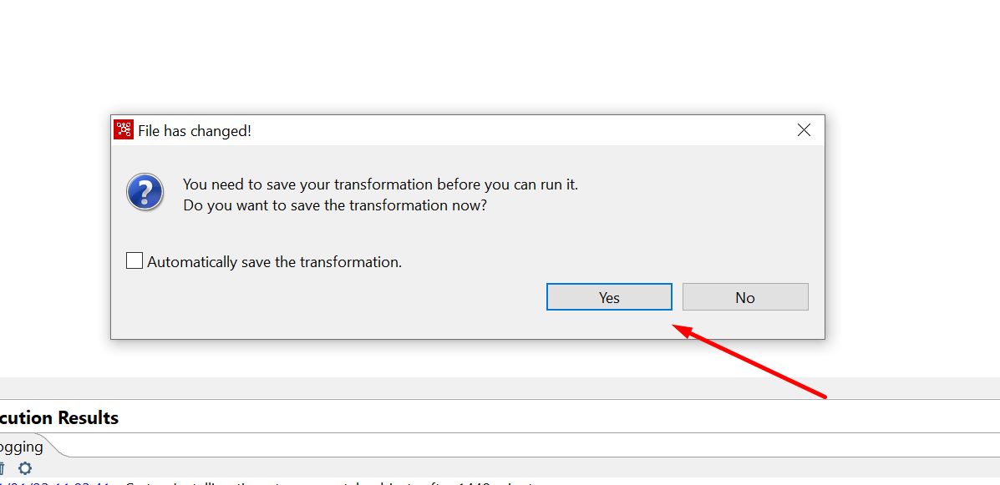 File has changed!
You need to save your transformation before you can run it.
Do you want to save the transformation now?
Automatically save the transformation.
Yes
No
cution Results
ogging